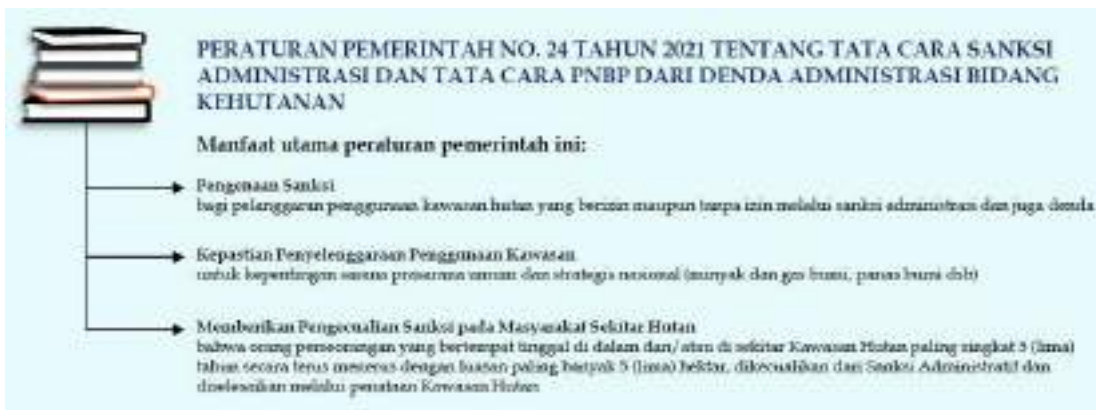 PERATURAN PEMERINTAH NO. 24 TAHUN 2021 TENTANG TATA CARA SANKSI
ADMINISTRASI DAN TATA CARA PNBP DARI DENDA ADMINISTRASI BIDANG
KEHUTANAN
Manfaat utama peraturan pemerintah ini:
Pengenaan Sanksi
bagi pelanggaran penggunaan kawasan hutan yang berizin maupun tanpa izin melalui sanksi administrasi dan juga denda
Kepastian Penyelenggaraan Penggunaan Kawasan
untuk kepentingan sarana prasarana umum dan strategis nasional (minyak dan gas bumi, panas bumi dsb)
Memberikan Pengecualian Sanksi pada Masyarakat Sekitar Hutan
bahwa orang perseorangan yang bertempat tinggal di dalam dan/atau di sekitar Kawasan Hutan paling singkat 5 (lima)
tahun secara terus menerus dengan luasan paling banyak 5 (lima) hektar, dikecualikan dari Sanksi Administratif dan
diselesaikan melalui penataan Kawasan Hutan